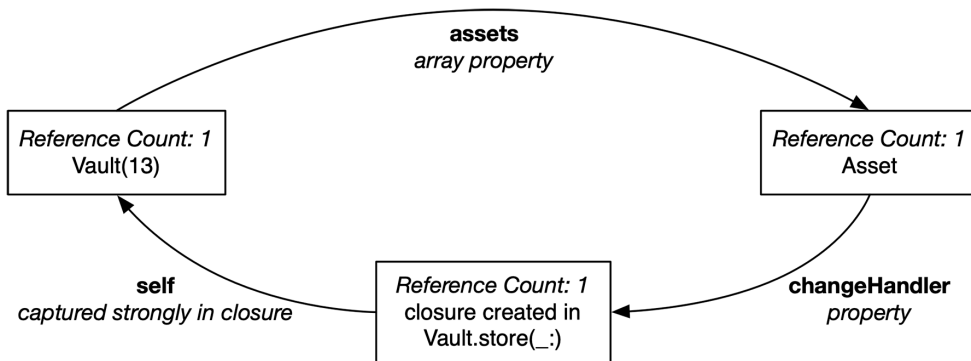 assets
array property
Reference Count: 1
Vault(13)
Reference Count: 1
Asset
self
captured strongly in closure
Reference Count: 1
closure created in
Vault.store(_:)
changeHandler
property